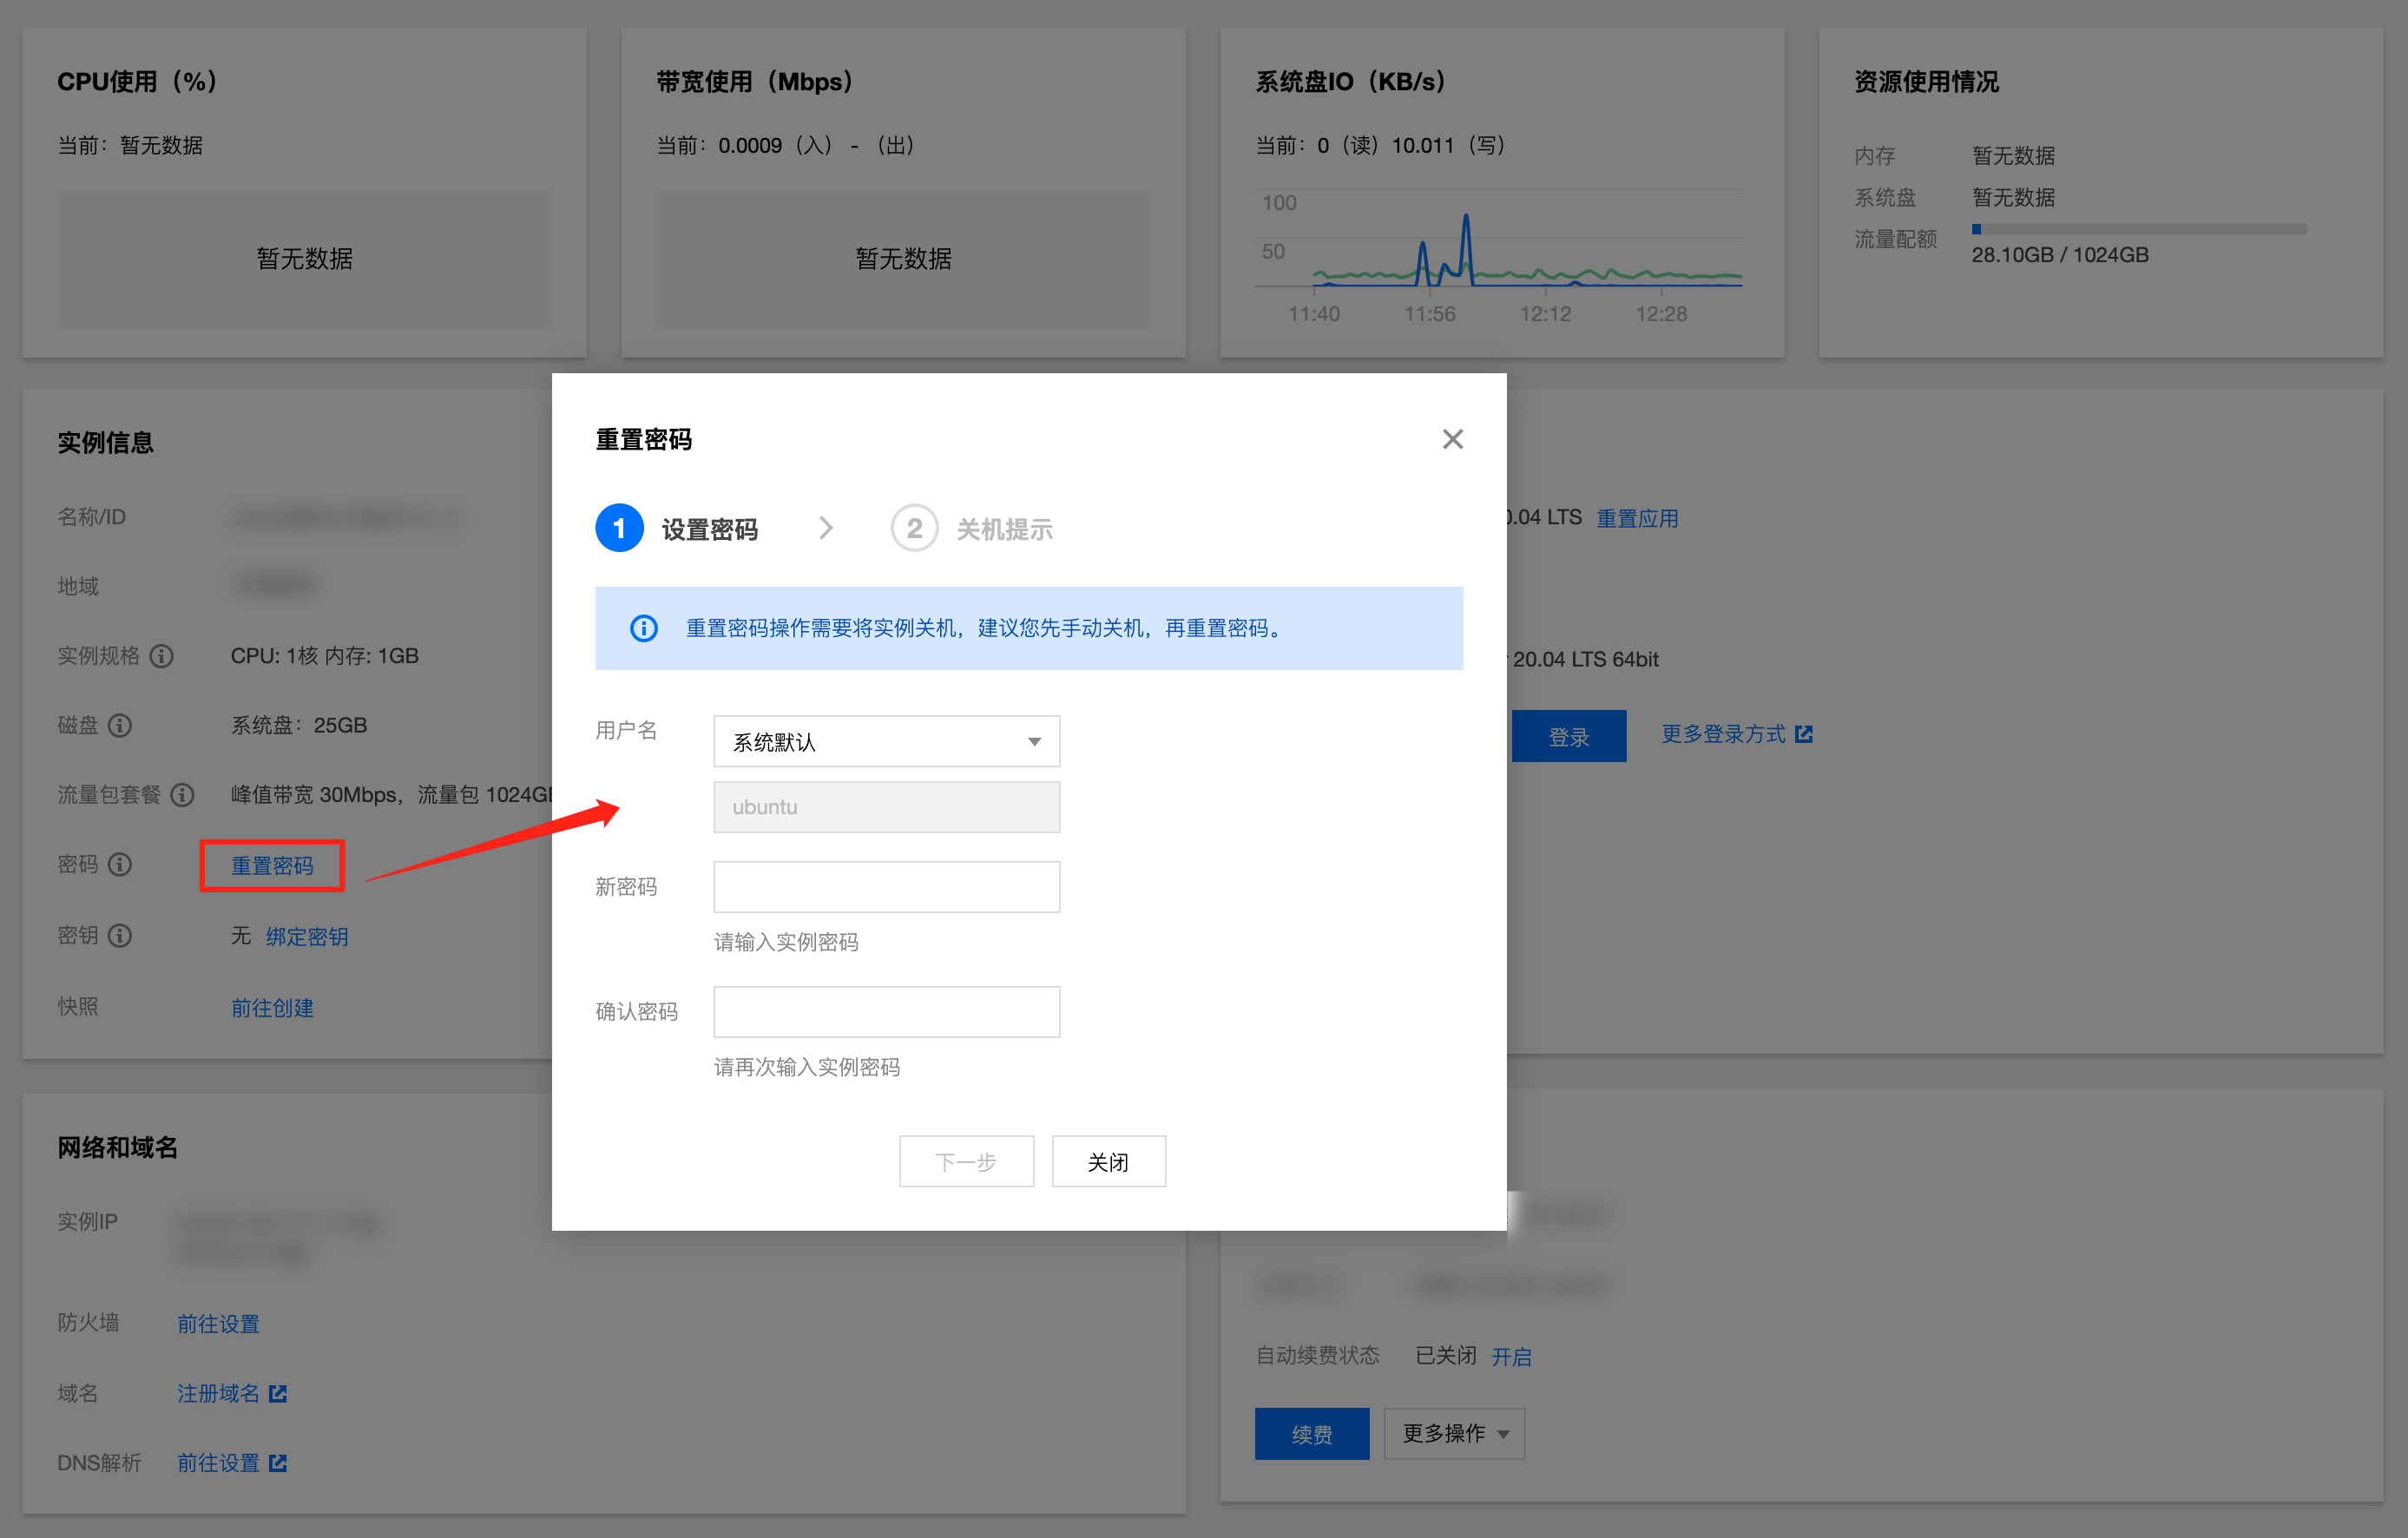 CPU使用（%）
当前：暂无数据
暂无数据
带宽使用（Mbps）
当前：0.0009（入） - （出）
暂无数据
系统盘IO（KB/s）
当前：0（读）10.011（写）
100
50
11:40 11:56 12:12 12:28
资源使用情况
内存 暂无数据
系统盘 暂无数据
流量配额
28.10GB / 1024GB
实例信息
名称/ID
地域
实例规格 CPU: 1核 内存: 1GB
磁盘 系统盘：25GB
流量包套餐 峰值带宽 30Mbps，流量包 1024GB
密码 重置密码
密钥 无 绑定密钥
快照 前往创建
重置密码
1 设置密码 2 关机提示
重置密码操作需要将实例关机，建议您先手动关机，再重置密码。
用户名 系统默认
ubuntu
新密码
请输入实例密码
确认密码
请再次输入实例密码
下一步 关闭
0.04 LTS 重置应用
20.04 LTS 64bit
登录 更多登录方式
网络和域名
实例IP
防火墙 前往设置
域名 注册域名
DNS解析 前往设置
自动续费状态 已关闭 开启
续费 更多操作